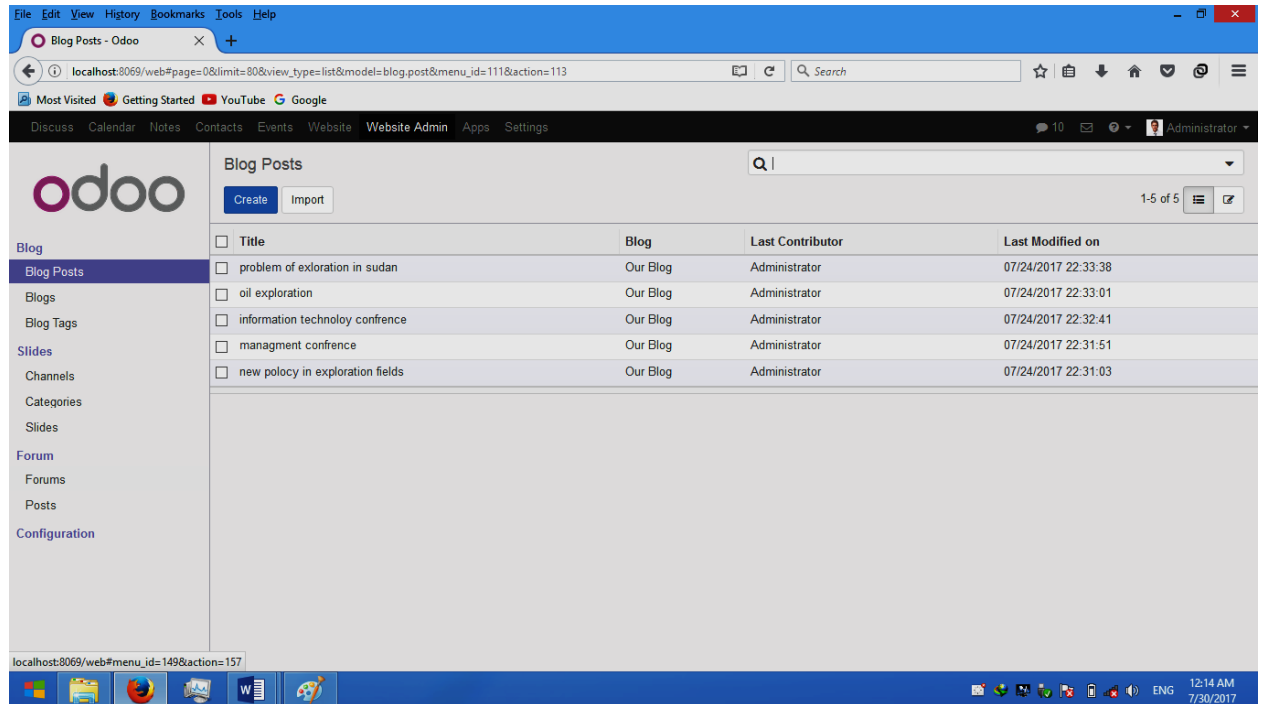 File Edit View History Bookmarks Tools Help
Blog Posts - Odoo
localhost:8069/web#page=0&limit=80&view_type=list&model=blog.post&menu_id=111&action=113
Search
Most Visited Getting Started YouTube Google
Discuss Calendar Notes Contacts Events Website Website Admin Apps Settings 10 Administrator
odoo
Blog Posts
Create Import
1-5 of 5
Blog
Blog Posts
Blogs
Blog Tags
Slides
Channels
Categories
Slides
Forum
Forums
Posts
Configuration
Title Blog Last Contributor Last Modified on
problem of exloration in sudan Our Blog Administrator 07/24/2017 22:33:38
oil exploration Our Blog Administrator 07/24/2017 22:33:01
information technoloy confrence Our Blog Administrator 07/24/2017 22:32:41
managment confrence Our Blog Administrator 07/24/2017 22:31:51
new polocy in exploration fields Our Blog Administrator 07/24/2017 22:31:03
localhost:8069/web#menu_id=149&action=157
ENG
12:14 AM
7/30/2017